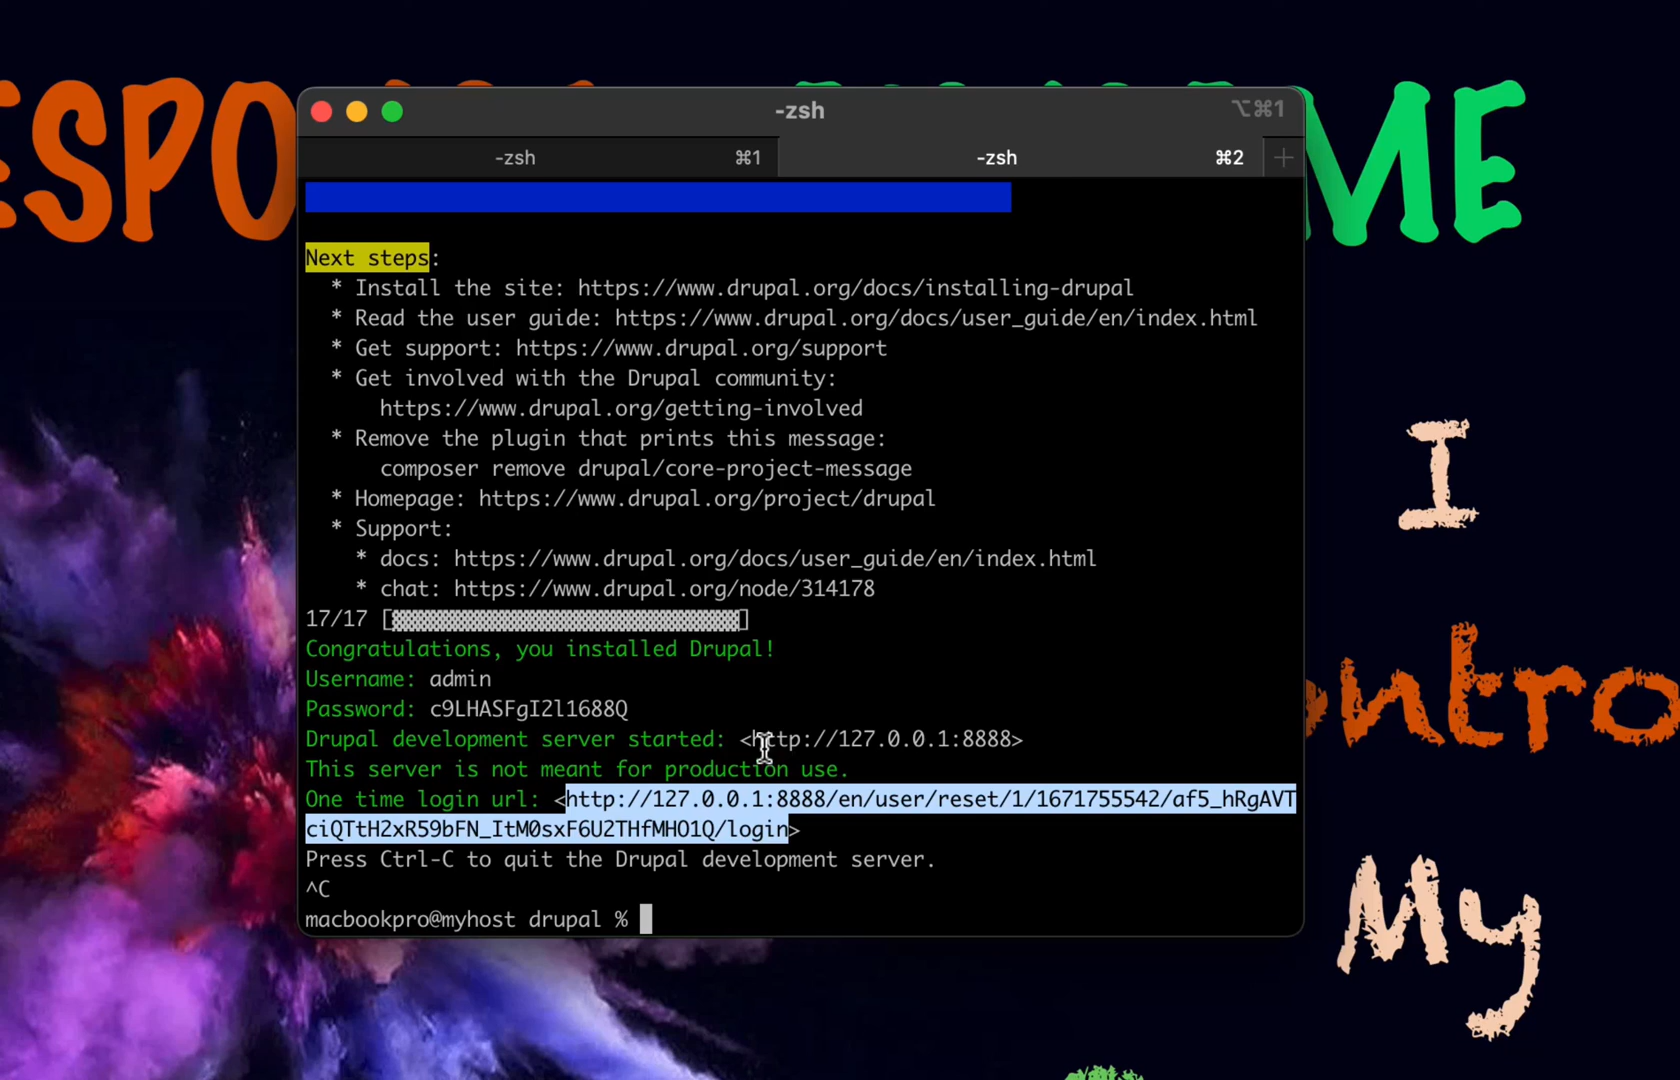 ESPO
ME
-zsh
⌥⌘1
-zsh ⌘1
-zsh ⌘2 +
Next steps:
* Install the site: https://www.drupal.org/docs/installing-drupal
* Read the user guide: https://www.drupal.org/docs/user_guide/en/index.html
* Get support: https://www.drupal.org/support
* Get involved with the Drupal community:
https://www.drupal.org/getting-involved
* Remove the plugin that prints this message:
composer remove drupal/core-project-message
* Homepage: https://www.drupal.org/project/drupal
* Support:
* docs: https://www.drupal.org/docs/user_guide/en/index.html
* chat: https://www.drupal.org/node/314178
17/17 [▓▓▓▓▓▓▓▓▓▓▓▓▓▓▓▓▓▓▓▓▓▓▓▓▓▓▓▓]
Congratulations, you installed Drupal!
Username: admin
Password: c9LHASFgI2l1688Q
Drupal development server started: <http://127.0.0.1:8888>
This server is not meant for production use.
One time login url: <http://127.0.0.1:8888/en/user/reset/1/1671755542/af5_hRgAVT
ciQTtH2xR59bFN_ItM0sxF6U2THfMHO1Q/login>
Press Ctrl-C to quit the Drupal development server.
^C
macbookpro@myhost drupal %
I
ontro
My